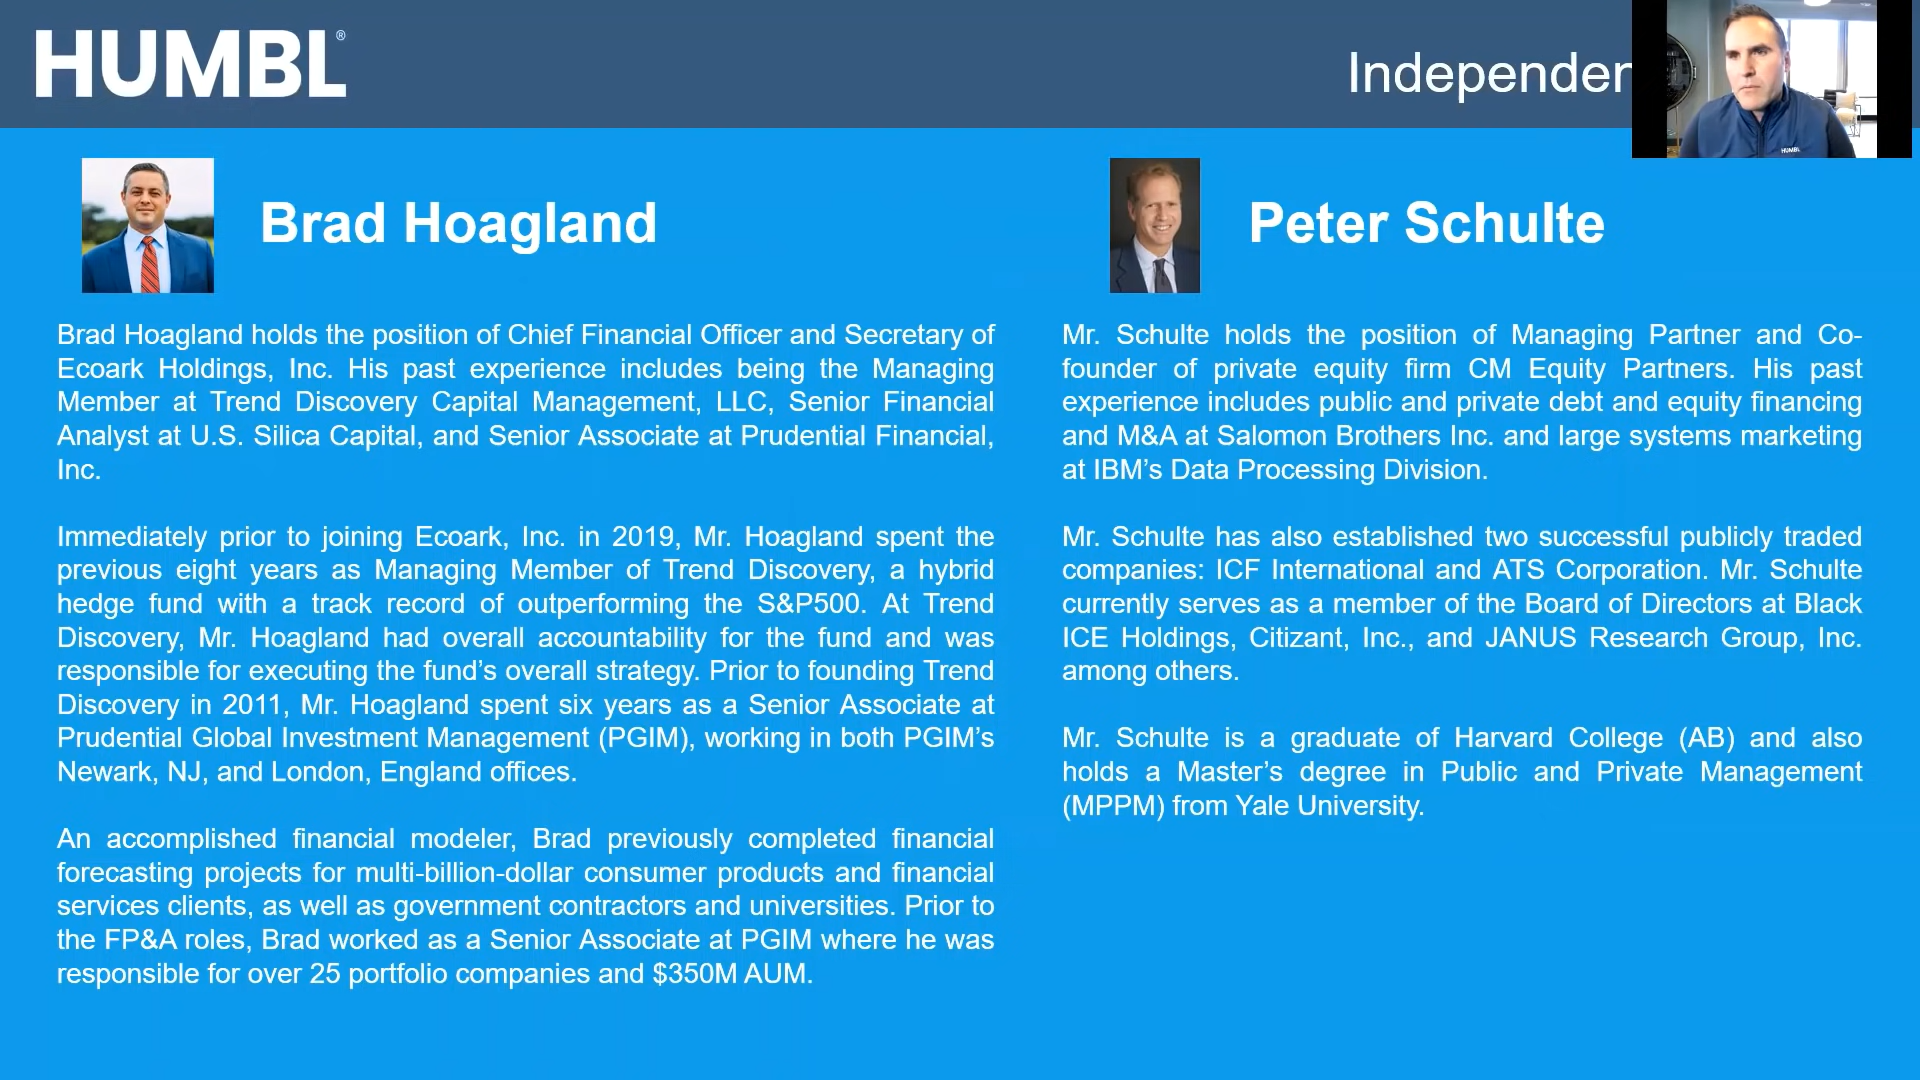 HUMBL®
Independen
HUMBL
Brad Hoagland
Brad Hoagland holds the position of Chief Financial Officer and Secretary of
Ecoark Holdings, Inc. His past experience includes being the Managing
Member at Trend Discovery Capital Management, LLC, Senior Financial
Analyst at U.S. Silica Capital, and Senior Associate at Prudential Financial,
Inc.
Immediately prior to joining Ecoark, Inc. in 2019, Mr. Hoagland spent the
previous eight years as Managing Member of Trend Discovery, a hybrid
hedge fund with a track record of outperforming the S&P500. At Trend
Discovery, Mr. Hoagland had overall accountability for the fund and was
responsible for executing the fund’s overall strategy. Prior to founding Trend
Discovery in 2011, Mr. Hoagland spent six years as a Senior Associate at
Prudential Global Investment Management (PGIM), working in both PGIM’s
Newark, NJ, and London, England offices.
An accomplished financial modeler, Brad previously completed financial
forecasting projects for multi-billion-dollar consumer products and financial
services clients, as well as government contractors and universities. Prior to
the FP&A roles, Brad worked as a Senior Associate at PGIM where he was
responsible for over 25 portfolio companies and $350M AUM.
Peter Schulte
Mr. Schulte holds the position of Managing Partner and Co-
founder of private equity firm CM Equity Partners. His past
experience includes public and private debt and equity financing
and M&A at Salomon Brothers Inc. and large systems marketing
at IBM’s Data Processing Division.
Mr. Schulte has also established two successful publicly traded
companies: ICF International and ATS Corporation. Mr. Schulte
currently serves as a member of the Board of Directors at Black
ICE Holdings, Citizant, Inc., and JANUS Research Group, Inc.
among others.
Mr. Schulte is a graduate of Harvard College (AB) and also
holds a Master’s degree in Public and Private Management
(MPPM) from Yale University.